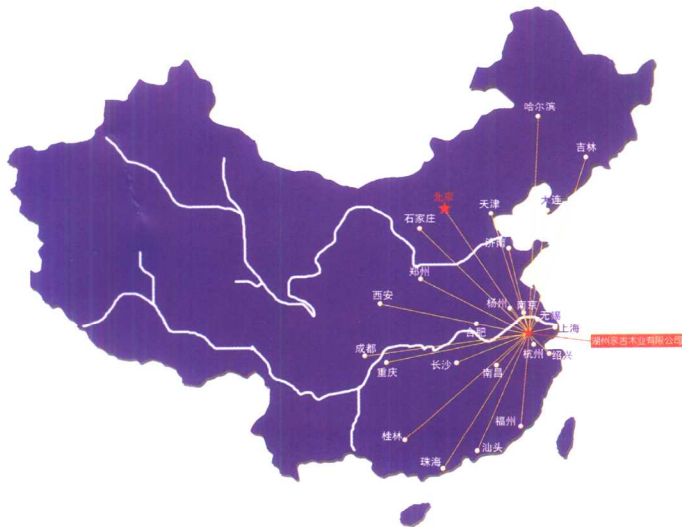 哈尔滨
吉林
北京
大连
天津
石家庄
济南
郑州
西安
杨州
南京
无锡
合肥
上海
湖州家吉木业有限公司
成都
杭州
绍兴
重庆
长沙
南昌
福州
桂林
汕头
珠海